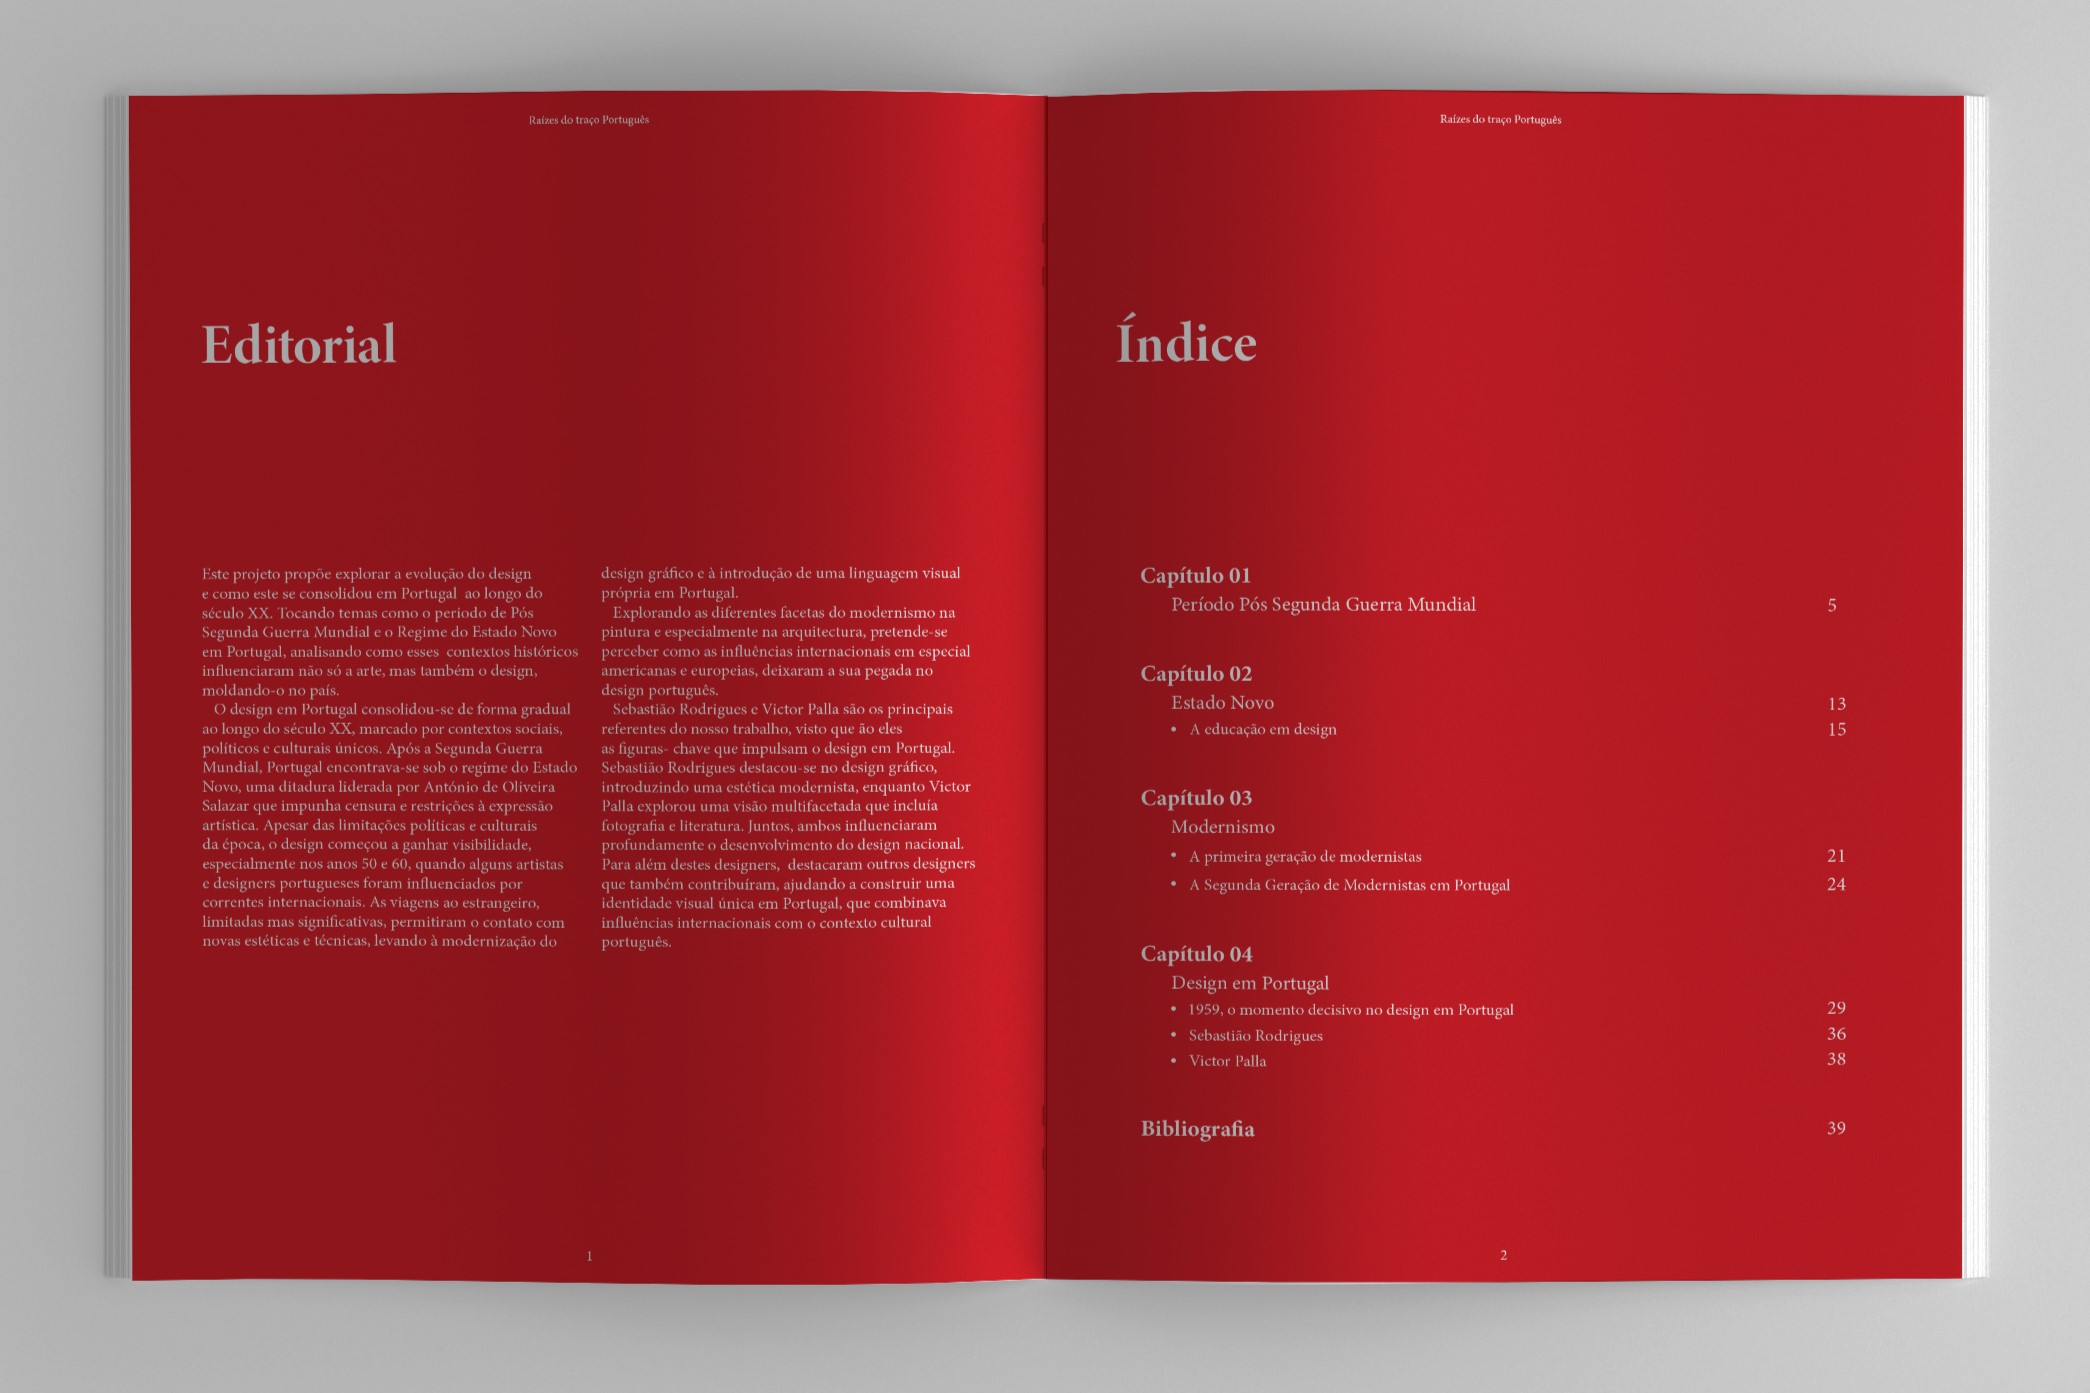 Raízes do traço Português
Editorial
Este projeto propõe explorar a evolução do design
e como este se consolidou em Portugal  ao longo do
século XX. Tocando temas como o periodo de Pós
Segunda Guerra Mundial e o Regime do Estado Novo
em Portugal, analisando como esses  contextos históricos
influenciaram não só a arte, mas também o design,
moldando-o no país.
O design em Portugal consolidou-se de forma gradual
ao longo do século XX, marcado por contextos sociais,
políticos e culturais únicos. Após a Segunda Guerra
Mundial, Portugal encontrava-se sob o regime do Estado
Novo, uma ditadura liderada por António de Oliveira
Salazar que impunha censura e restrições à expressão
artística. Apesar das limitações políticas e culturais
da época, o design começou a ganhar visibilidade,
especialmente nos anos 50 e 60, quando alguns artistas
e designers portugueses foram influenciados por
correntes internacionais. As viagens ao estrangeiro,
limitadas mas significativas, permitiram o contato com
novas estéticas e técnicas, levando à modernização do
design gráfico e à introdução de uma linguagem visual
própria em Portugal.
Explorando as diferentes facetas do modernismo na
pintura e especialmente na arquitectura, pretende-se
perceber como as influências internacionais em especial
americanas e europeias, deixaram a sua pegada no
design português.
Sebastião Rodrigues e Victor Palla são os principais
referentes do nosso trabalho, visto que ão eles
as figuras- chave que impulsam o design em Portugal.
Sebastião Rodrigues destacou-se no design gráfico,
introduzindo uma estética modernista, enquanto Victor
Palla explorou uma visão multifacetada que incluía
fotografia e literatura. Juntos, ambos influenciaram
profundamente o desenvolvimento do design nacional.
Para além destes designers,  destacaram outros designers
que também contribuíram, ajudando a construir uma
identidade visual única em Portugal, que combinava
influências internacionais com o contexto cultural
português.
1
Raízes do traço Português
Índice
Capítulo 01
Período Pós Segunda Guerra Mundial 5
Capítulo 02
Estado Novo 13
• A educação em design 15
Capítulo 03
Modernismo
• A primeira geração de modernistas 21
• A Segunda Geração de Modernistas em Portugal 24
Capítulo 04
Design em Portugal
• 1959, o momento decisivo no design em Portugal 29
• Sebastião Rodrigues 36
• Victor Palla 38
Bibliografia 39
2